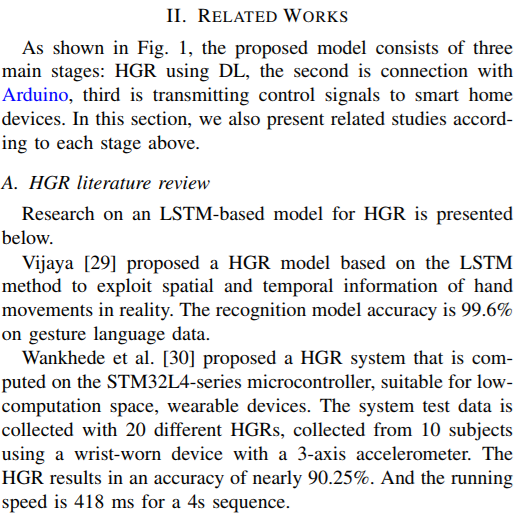 II. RELATED WORKS
As shown in Fig. 1, the proposed model consists of three
main stages: HGR using DL, the second is connection with
Arduino, third is transmitting control signals to smart home
devices. In this section, we also present related studies accord-
ing to each stage above.
A. HGR literature review
Research on an LSTM-based model for HGR is presented
below.
Vijaya [29] proposed a HGR model based on the LSTM
method to exploit spatial and temporal information of hand
movements in reality. The recognition model accuracy is 99.6%
on gesture language data.
Wankhede et al. [30] proposed a HGR system that is com-
puted on the STM32L4-series microcontroller, suitable for low-
computation space, wearable devices. The system test data is
collected with 20 different HGRs, collected from 10 subjects
using a wrist-worn device with a 3-axis accelerometer. The
HGR results in an accuracy of nearly 90.25%. And the running
speed is 418 ms for a 4s sequence.